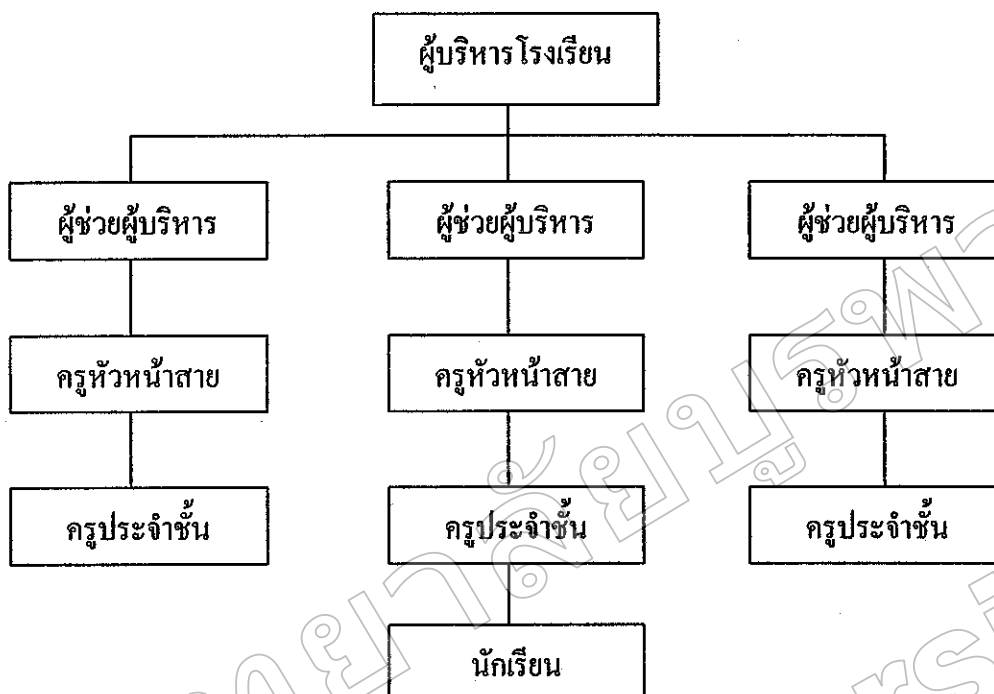 ผู้บริหารโรงเรียน
ผู้ช่วยผู้บริหาร ผู้ช่วยผู้บริหาร ผู้ช่วยผู้บริหาร
ครูหัวหน้าสาย ครูหัวหน้าสาย ครูหัวหน้าสาย
ครูประจำชั้น ครูประจำชั้น ครูประจำชั้น
นักเรียน